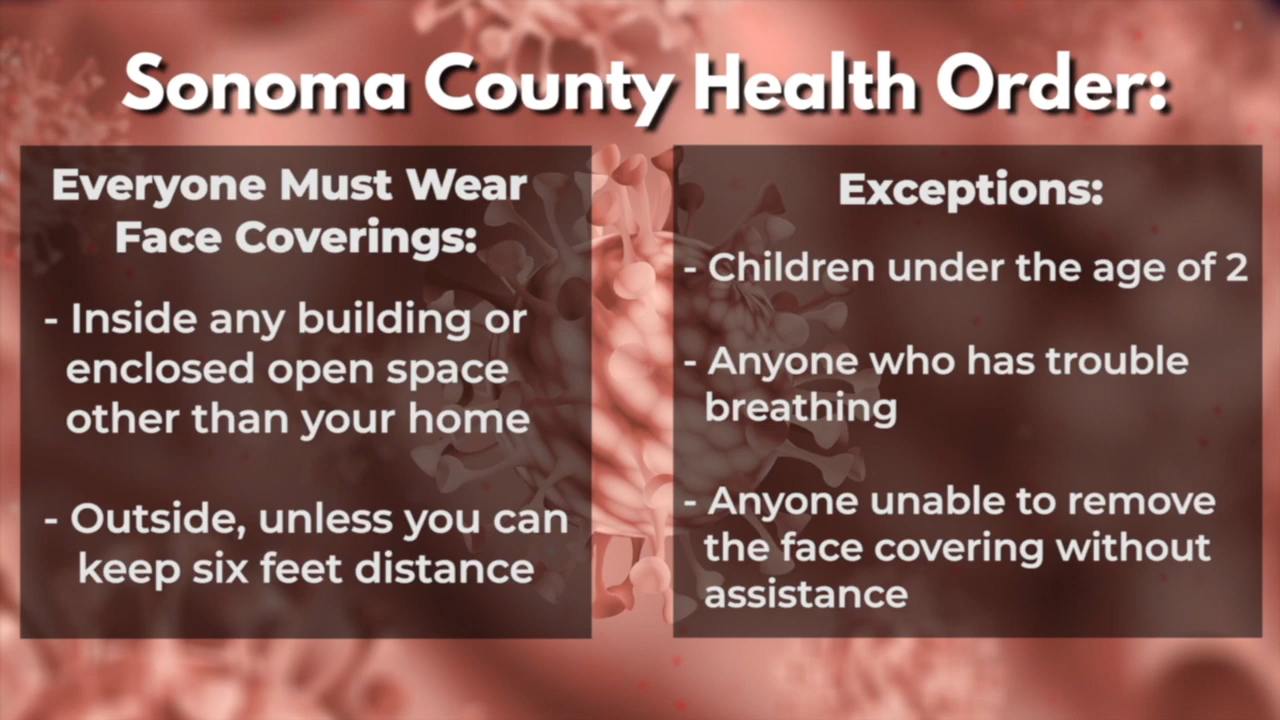 Sonoma County Health Order:
Everyone Must Wear
Face Coverings:
- Inside any building or
enclosed open space
other than your home
- Outside, unless you can
keep six feet distance
Exceptions:
- Children under the age of 2
- Anyone who has trouble
breathing
- Anyone unable to remove
the face covering without
assistance